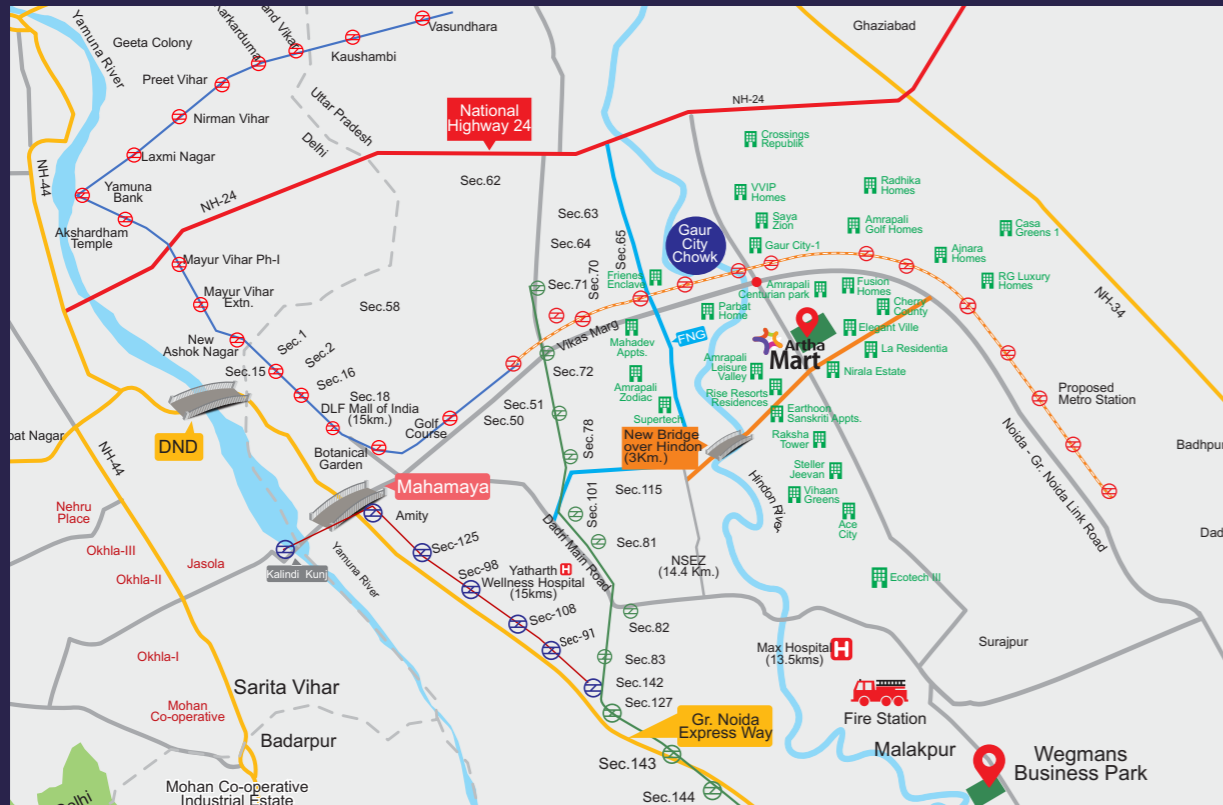 Yamuna River
Geeta Colony
Karkarduma
and Vikar
Vasundhara
Kaushambi
Ghaziabad
Preet Vihar
Nirman Vihar
Uttar Pradesh
Delhi
National
Highway 24
NH-24
Laxmi Nagar
NH-44
Yamuna
Bank
NH-24
Akshardham
Temple
Mayur Vihar Ph-I
Mayur Vihar
Extn.
New
Ashok Nagar
Sec.62
Sec.63
Sec.64
Sec.65
Sec.70
Sec.71
Sec.58
Crossings
Republik
VVIP
Homes
Radhika
Homes
Saya
Zion
Amrapali
Golf Homes
Casa
Greens 1
Gaur
City
Chowk
Gaur City-1
Ajnara
Homes
Frienes
Enclave
Amrapali
Centurian park
Fusion
Homes
RG Luxury
Homes
NH-34
Parbat
Home
Cherry
County
Vikas Marg
FNG
Mahadev
Appts.
Artha
Mart
Elegant Ville
La Residentia
Sec.1
Sec.2
Sec.15
Sec.16
Sec.18
DLF Mall of India
(15km.)
Sec.72
Amrapali
Leisure
Valley
Nirala Estate
Amrapali
Zodiac
Rise Resorts
Residences
Proposed
Metro Station
Golf
Course
Sec.51
Sec.50
Sec.78
Supertech
Earthoon
Sanskriti Appts.
New Bridge
over Hindon
(3Km.)
Raksha
Tower
Noida - Gr. Noida Link Road
Badhpu
pat Nagar
DND
NH-44
Botanical
Garden
Mahamaya
Steller
Jeevan
Hindon River
Vihaan
Greens
Ace
City
Sec.115
Sec.101
Nehru
Place
Amity
Dadri Main Road
Okhla-III
Okhla-II
Jasola
Kalindi Kunj
Yamuna River
Sec-125
Sec-98
Yatharth
H
Wellness Hospital
(15kms)
Sec.81
NSEZ
(14.4 Km.)
Dad
Ecotech III
Sec-108
Sec-91
Sec.82
Sec.83
Sec.142
Sec.127
Max Hospital
(13.5kms)
H
Surajpur
Okhla-I
Sarita Vihar
Mohan
Co-operative
Badarpur
Fire Station
Gr. Noida
Express Way
Malakpur
Wegmans
Business Park
Sec.143
Sec.144
Mohan Co-operative
Industrial Estate
Delhi